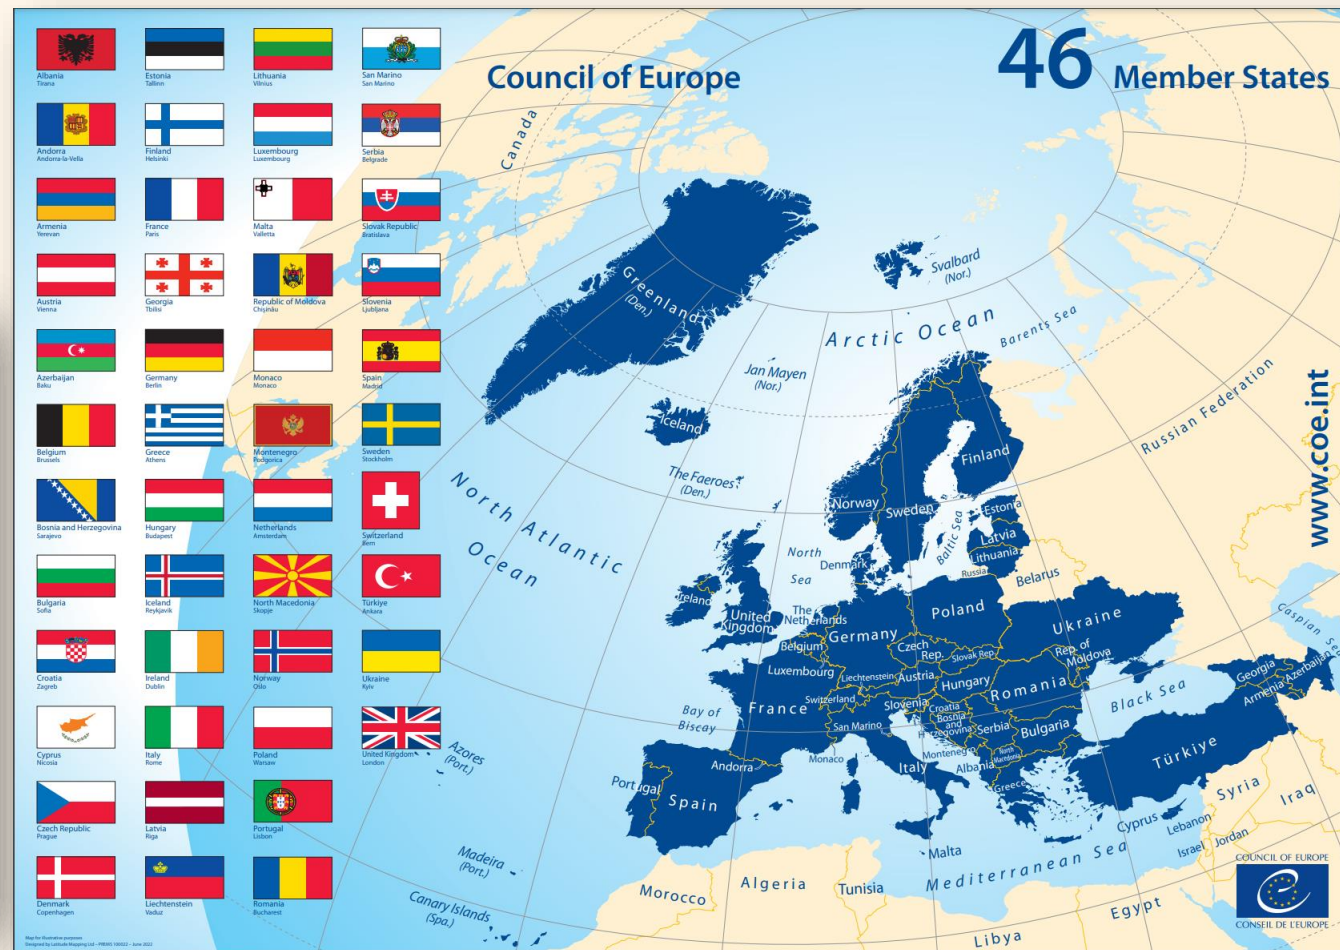 Council of Europe
46 Member States
Albania
Tirana
Andorra
Andorra-la-Vella
Armenia
Yerevan
Austria
Vienna
Azerbaijan
Baku
Belgium
Brussels
Bosnia and Herzegovina
Sarajevo
Bulgaria
Sofia
Croatia
Zagreb
Cyprus
Nicosia
Czech Republic
Prague
Denmark
Copenhagen
Estonia
Tallinn
Finland
Helsinki
France
Paris
Georgia
Tbilisi
Germany
Berlin
Greece
Athens
Hungary
Budapest
Iceland
Reykjavik
Ireland
Dublin
Italy
Rome
Latvia
Riga
Liechtenstein
Vaduz
Lithuania
Vilnius
Luxembourg
Luxembourg
Malta
Valletta
Republic of Moldova
Chișinău
Monaco
Monaco
Montenegro
Podgorica
Netherlands
Amsterdam
North Macedonia
Skopje
Norway
Oslo
Poland
Warsaw
Portugal
Lisbon
Romania
Bucharest
San Marino
San Marino
Serbia
Belgrade
Slovak Republic
Bratislava
Slovenia
Ljubljana
Spain
Madrid
Sweden
Stockholm
Switzerland
Bern
Türkiye
Ankara
Ukraine
Kyiv
United Kingdom
London
Canada
Greenland
(Den.)
Svalbard
(Nor.)
Arctic Ocean
Barents Sea
Jan Mayen
(Nor.)
Iceland
The Faeroes
(Den.)
Russian Federation
www.coe.int
North Atlantic
Ocean
Norway
Sweden
Finland
Baltic Sea
Estonia
Latvia
Lithuania
Russia
Belarus
North
Sea
Denmark
Ireland
United
Kingdom
The
Netherlands
Belgium
Germany
Poland
Ukraine
Luxembourg
Czech
Rep.
Slovak Rep.
Rep. of
Moldova
Liechtenstein
Austria
Hungary
Romania
Switzerland
Slovenia
Croatia
Bosnia
and
Herzegovina
Serbia
Bulgaria
France
Bay of
Biscay
San Marino
Monaco
Italy
Montenegro
Albania
North
Macedonia
Greece
Andorra
Portugal
Spain
Azores
(Port.)
Madeira
(Port.)
Canary Islands
(Spa.)
Black Sea
Caspian Sea
Georgia
Armenia
Azerbaijan
Türkiye
Cyprus
Syria
Iraq
Lebanon
Israel
Jordan
Malta
Mediterranean Sea
Morocco
Algeria
Tunisia
Libya
Egypt
COUNCIL OF EUROPE
CONSEIL DE L'EUROPE
Map for illustrative purposes